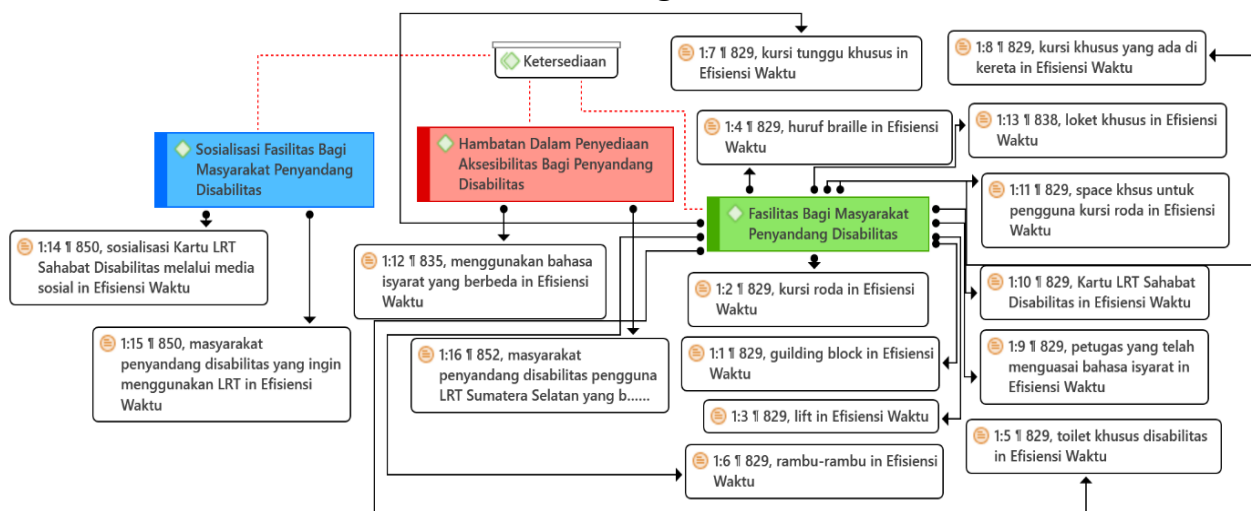 1:7 ¶ 829, kursi tunggu khusus in
Efisiensi Waktu
1:8 ¶ 829, kursi khusus yang ada di
kereta in Efisiensi Waktu
Ketersediaan
Sosialisasi Fasilitas Bagi
Masyarakat Penyandang
Disabilitas
Hambatan Dalam Penyediaan
Aksesibilitas Bagi Penyandang
Disabilitas
1:4 ¶ 829, huruf braille in Efisiensi
Waktu
1:13 ¶ 838, loket khusus in Efisiensi
Waktu
1:11 ¶ 829, space khsus untuk
pengguna kursi roda in Efisiensi
Waktu
Fasilitas Bagi Masyarakat
Penyandang Disabilitas
1:14 ¶ 850, sosialisasi Kartu LRT
Sahabat Disabilitas melalui media
sosial in Efisiensi Waktu
1:12 ¶ 835, menggunakan bahasa
isyarat yang berbeda in Efisiensi
Waktu
1:2 ¶ 829, kursi roda in Efisiensi
Waktu
1:10 ¶ 829, Kartu LRT Sahabat
Disabilitas in Efisiensi Waktu
1:15 ¶ 850, masyarakat
penyandang disabilitas yang ingin
menggunakan LRT in Efisiensi
Waktu
1:16 ¶ 852, masyarakat
penyandang disabilitas pengguna
LRT Sumatera Selatan yang b......
1:1 ¶ 829, guilding block in Efisiensi
Waktu
1:9 ¶ 829, petugas yang telah
menguasai bahasa isyarat in
Efisiensi Waktu
1:3 ¶ 829, lift in Efisiensi Waktu
1:5 ¶ 829, toilet khusus disabilitas
in Efisiensi Waktu
1:6 ¶ 829, rambu-rambu in Efisiensi
Waktu